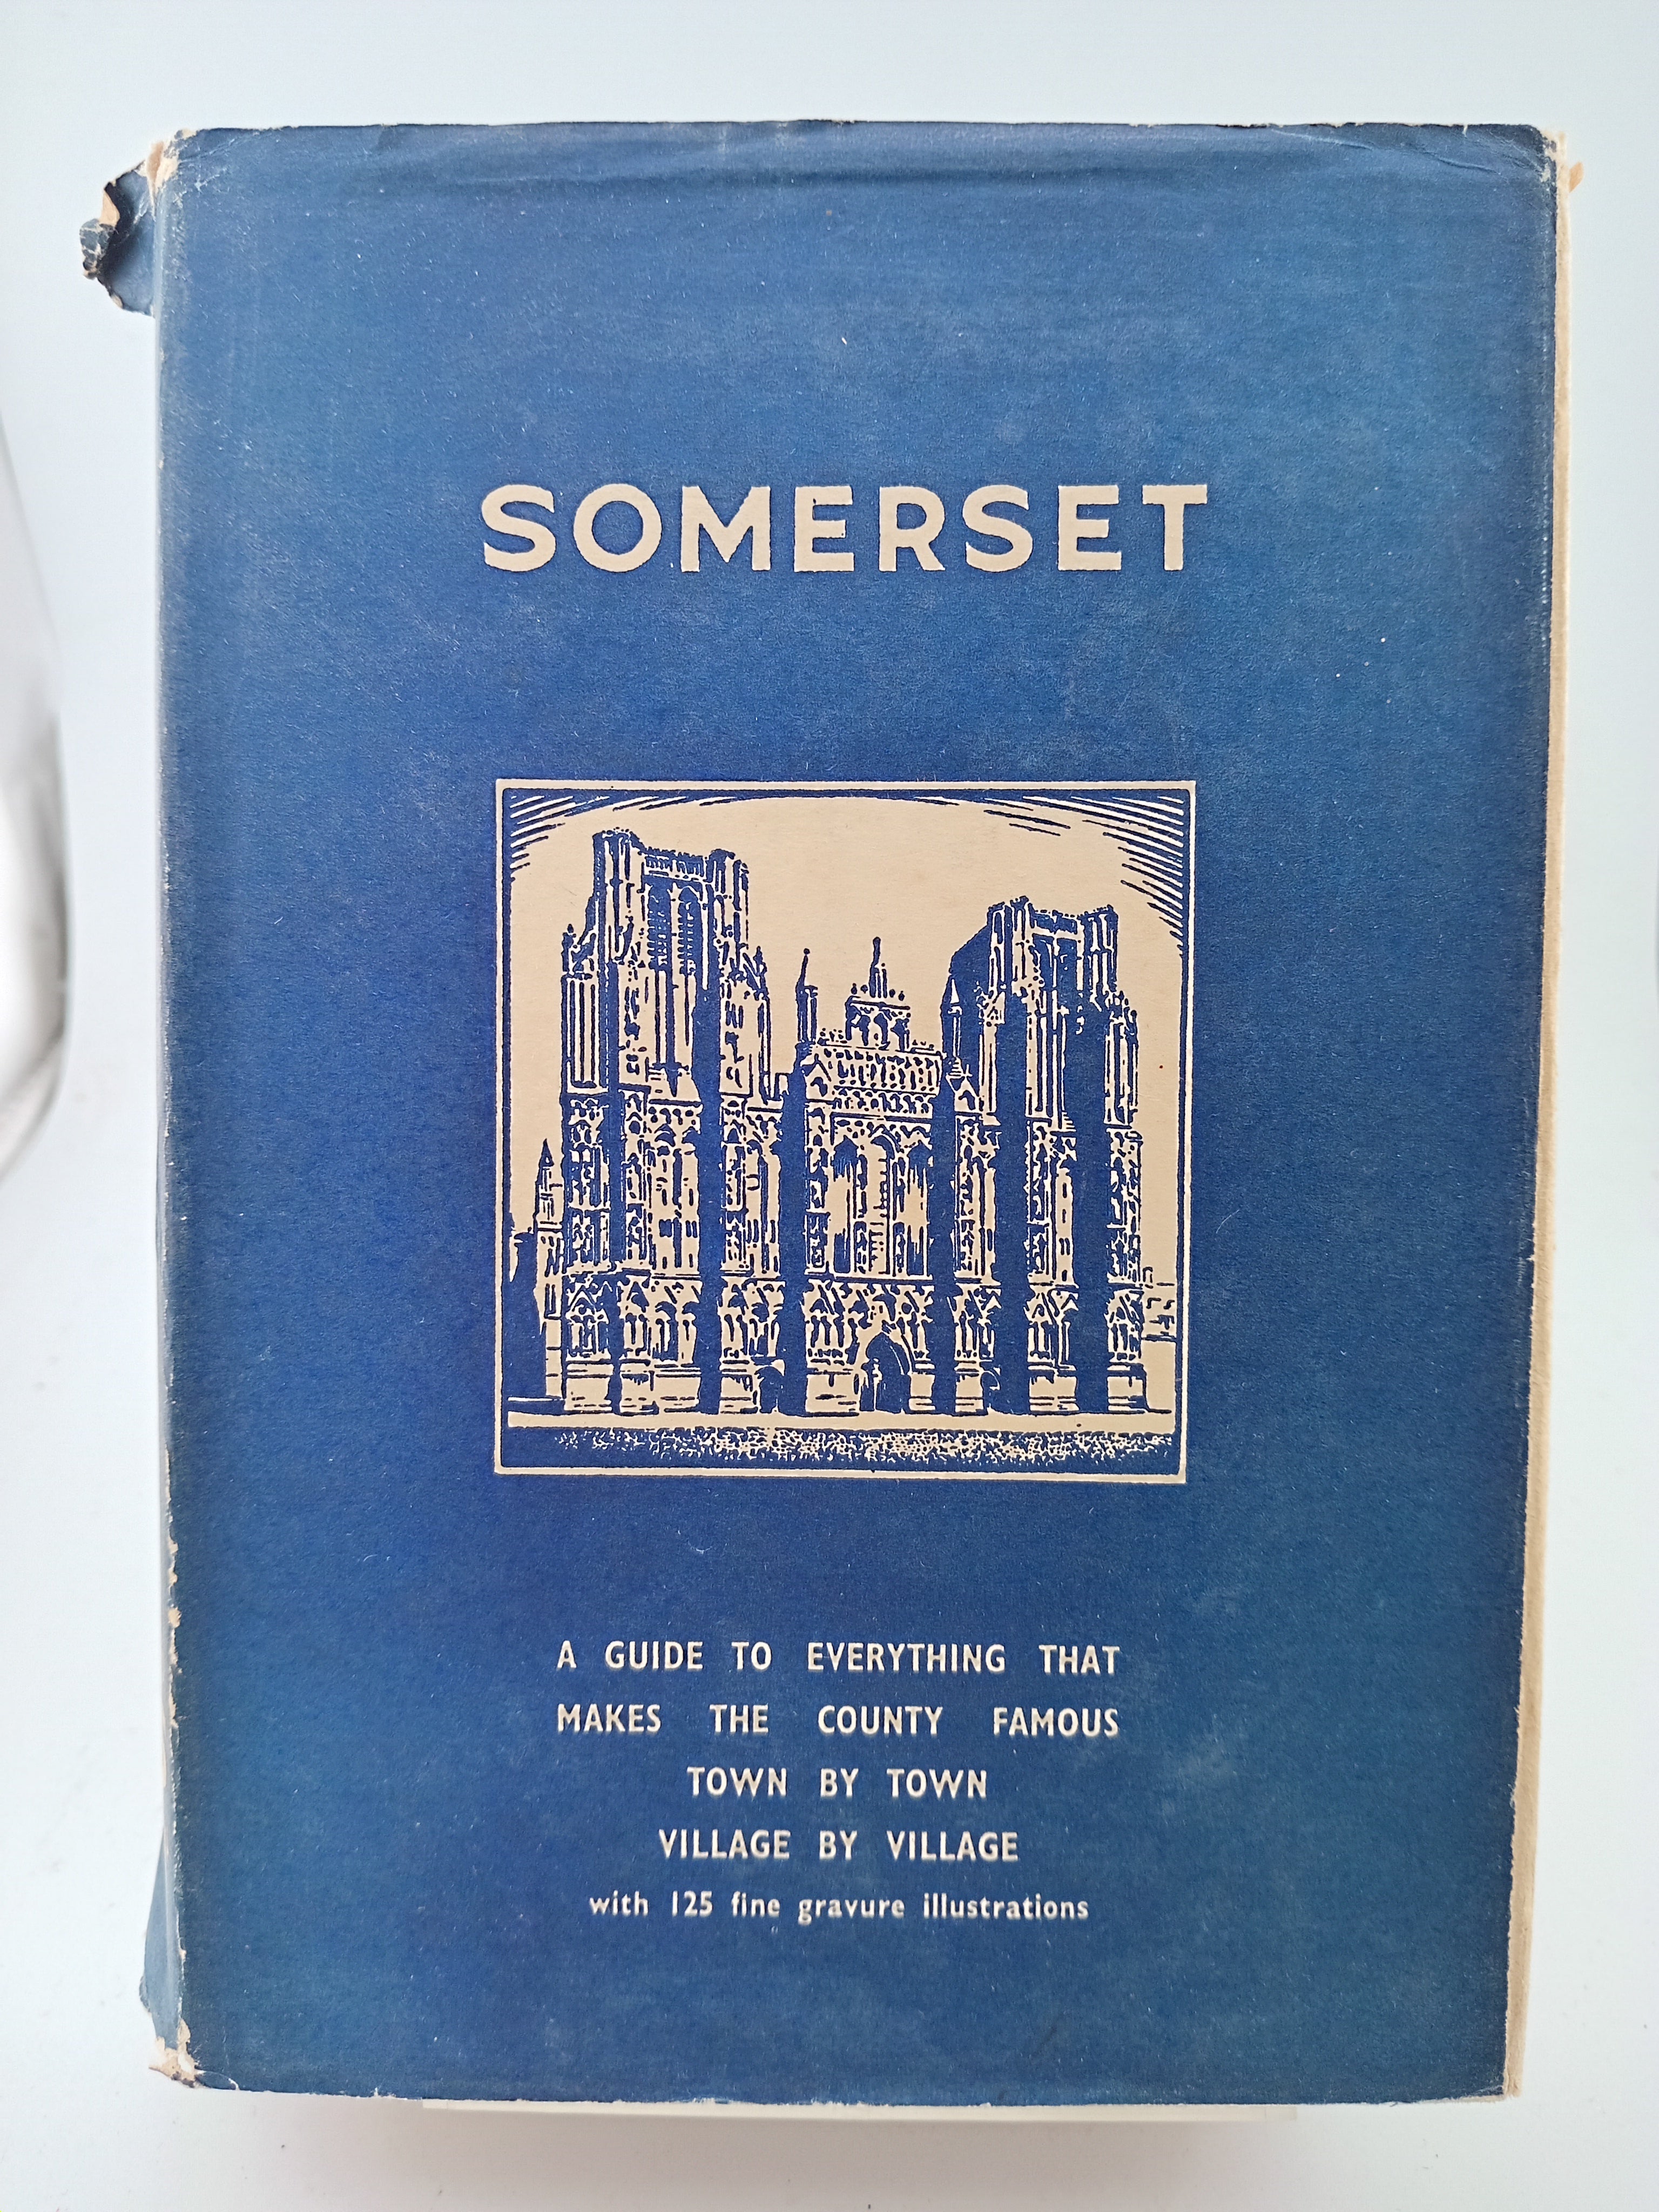 SOMERSET
A GUIDE TO EVERYTHING THAT
MAKES THE COUNTY FAMOUS
TOWN BY TOWN
VILLAGE BY VILLAGE
with 125 fine gravure illustrations